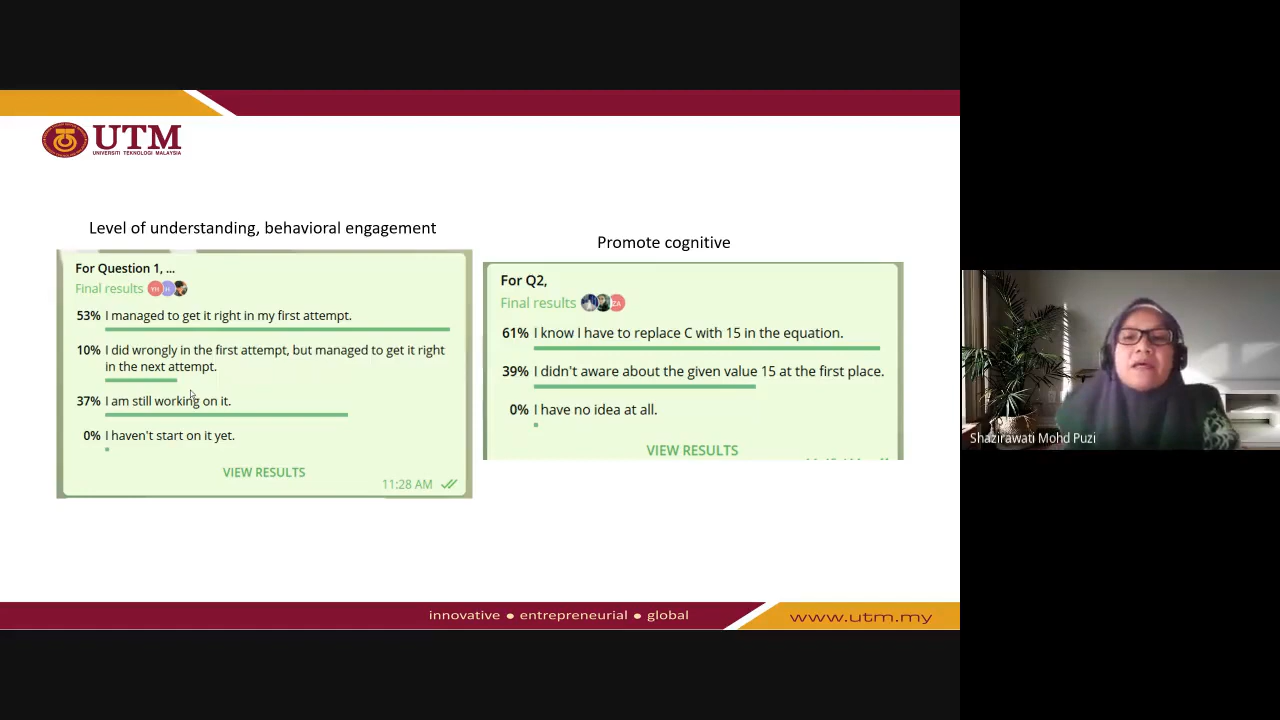 UTM
UNIVERSITI TEKNOLOGI MALAYSIA
Level of understanding, behavioral engagement
For Question 1, ...
Final results
YH
53% I managed to get it right in my first attempt.
10% I did wrongly in the first attempt, but managed to get it right
in the next attempt.
37% I am still working on it.
0% I haven't start on it yet.
VIEW RESULTS
11:28 AM
Promote cognitive
For Q2,
Final results
ZA
61% I know I have to replace C with 15 in the equation.
39% I didn't aware about the given value 15 at the first place.
0% I have no idea at all.
VIEW RESULTS
innovative ● entrepreneurial ● global
www.utm.my
Shazirawati Mohd Puzi